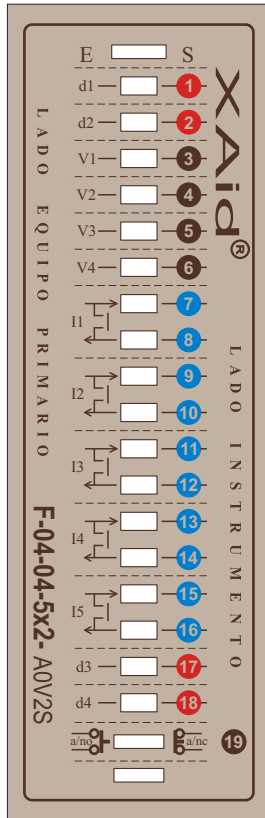 E S
d1 1
d2 2
V1 3
V2 4
V3 5
V4 6
7
I1
8
9
I2
10
11
I3
12
13
I4
14
15
I5
16
d3 17
d4 18
a/no a/nc 19
LADO EQUIPO PRIMARIO
F-04-04-5x2- A0V2S
XAid®
LADO INSTRUMENTO